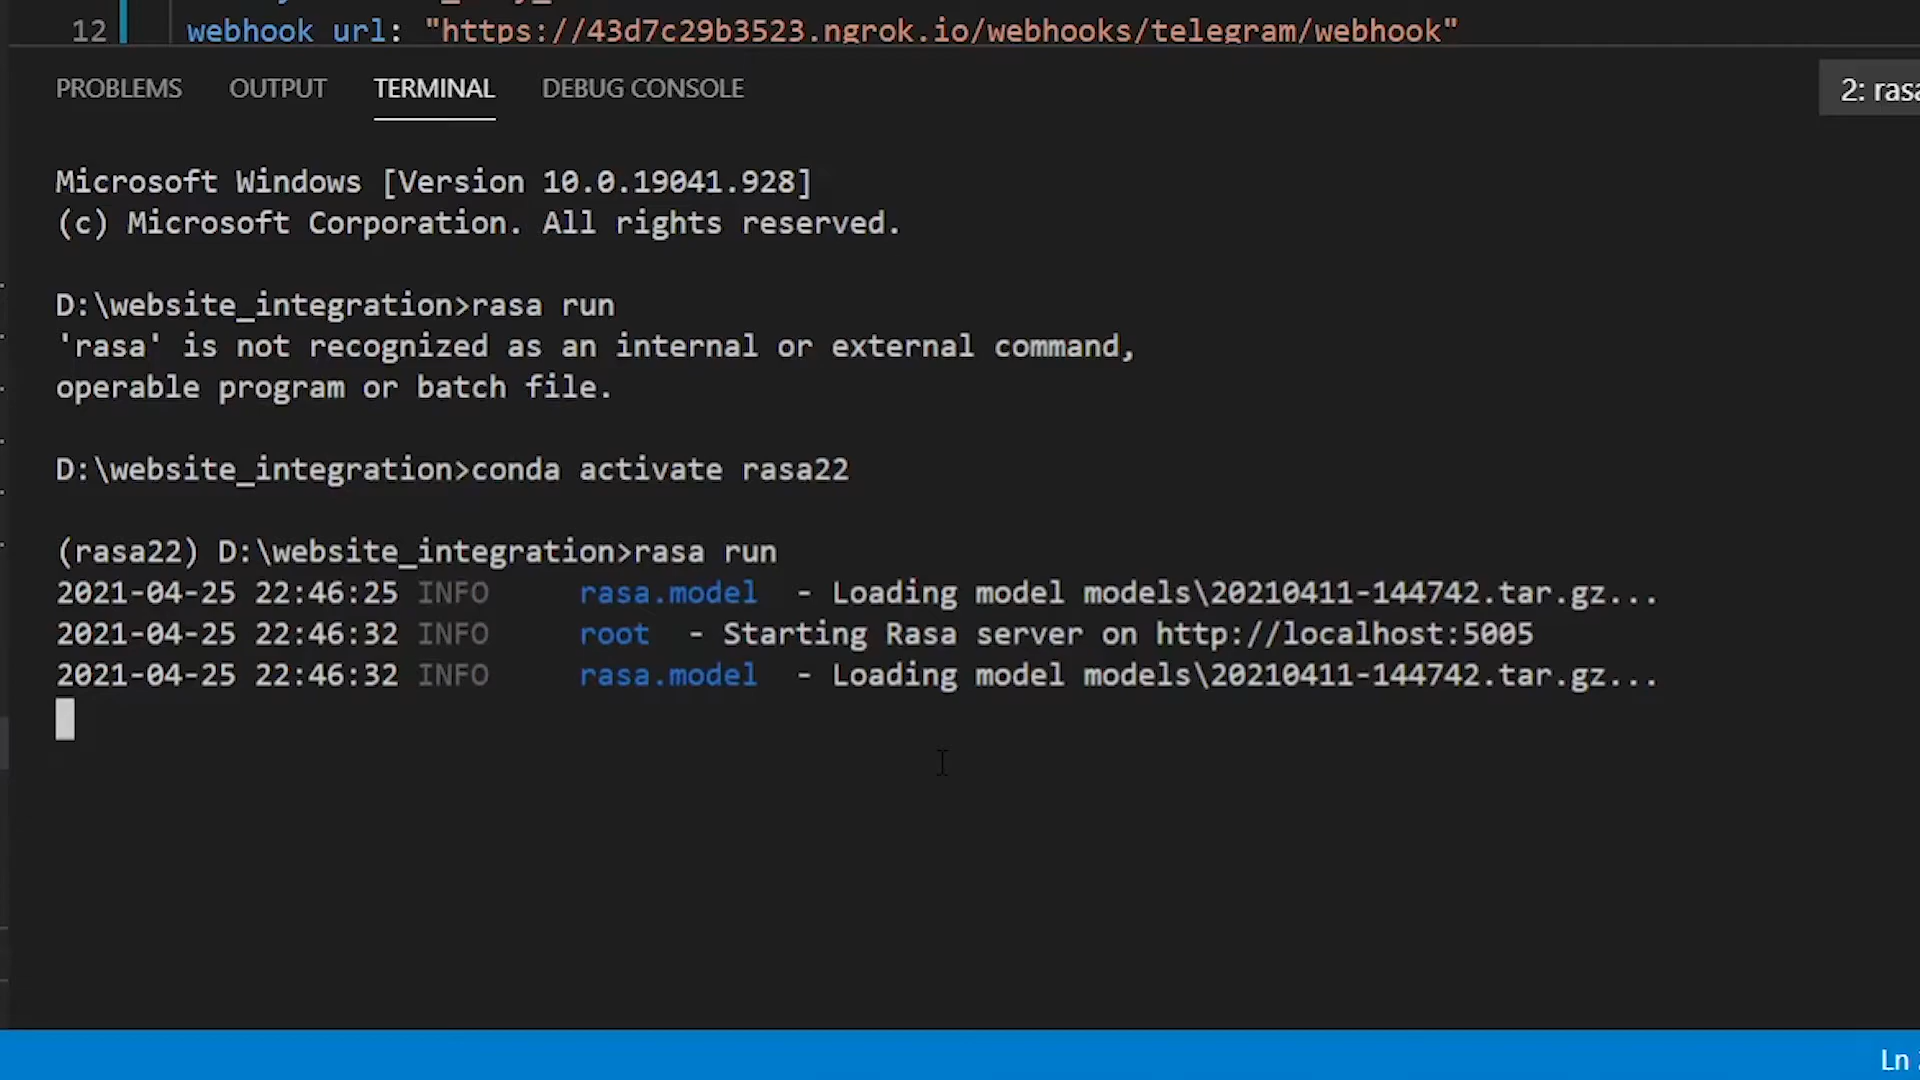 12 webhook_url: "https://43d7c29b3523.ngrok.io/webhooks/telegram/webhook"
PROBLEMS OUTPUT TERMINAL DEBUG CONSOLE 2: rasa
Microsoft Windows [Version 10.0.19041.928]
(c) Microsoft Corporation. All rights reserved.
D:\website_integration>rasa run
'rasa' is not recognized as an internal or external command,
operable program or batch file.
D:\website_integration>conda activate rasa22
(rasa22) D:\website_integration>rasa run
2021-04-25 22:46:25 INFO rasa.model - Loading model models\20210411-144742.tar.gz...
2021-04-25 22:46:32 INFO root - Starting Rasa server on http://localhost:5005
2021-04-25 22:46:32 INFO rasa.model - Loading model models\20210411-144742.tar.gz...
Ln